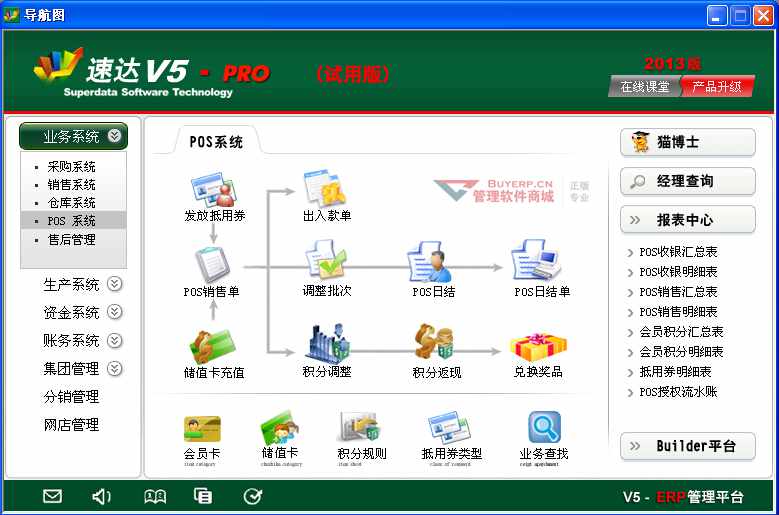 导航图
速达 V5 - PRO
(试用版)
Superdata Software Technology
2013版
在线课堂
产品升级
业务系统
采购系统
销售系统
仓库系统
POS 系统
售后管理
生产系统
资金系统
账务系统
集团管理
分销管理
网店管理
POS系统
BUYERP.CN
管理软件商城
正版
专业
发放抵用券
出入款单
POS销售单
调整批次
POS日结
POS日结单
储值卡充值
积分调整
积分返现
兑换奖品
会员卡
储值卡
积分规则
抵用券类型
业务查找
猫博士
经理查询
报表中心
POS收银汇总表
POS收银明细表
POS销售汇总表
POS销售明细表
会员积分汇总表
会员积分明细表
抵用券明细表
POS授权流水账
Builder平台
V5 - ERP管理平台